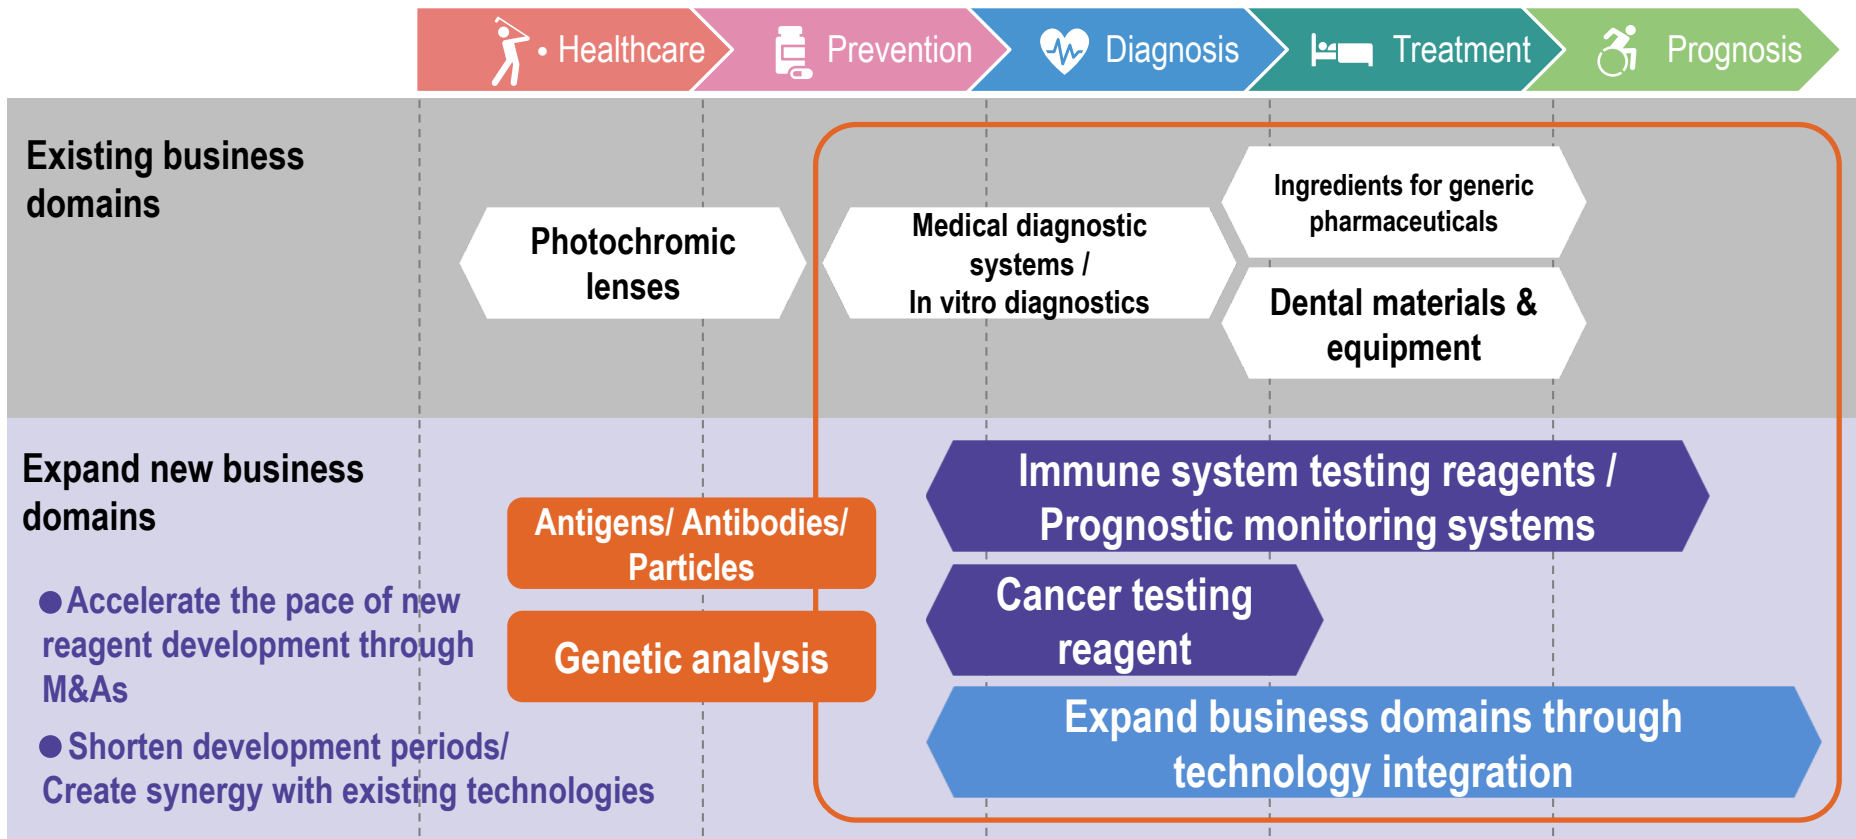 • Healthcare
Prevention
Diagnosis
Treatment
Prognosis
Existing business
domains
Photochromic
lenses
Medical diagnostic
systems /
In vitro diagnostics
Ingredients for generic
pharmaceuticals
Dental materials &
equipment
Expand new business
domains
● Accelerate the pace of new
reagent development through
M&As
● Shorten development periods/
Create synergy with existing technologies
Antigens/ Antibodies/
Particles
Genetic analysis
Immune system testing reagents /
Prognostic monitoring systems
Cancer testing
reagent
Expand business domains through
technology integration